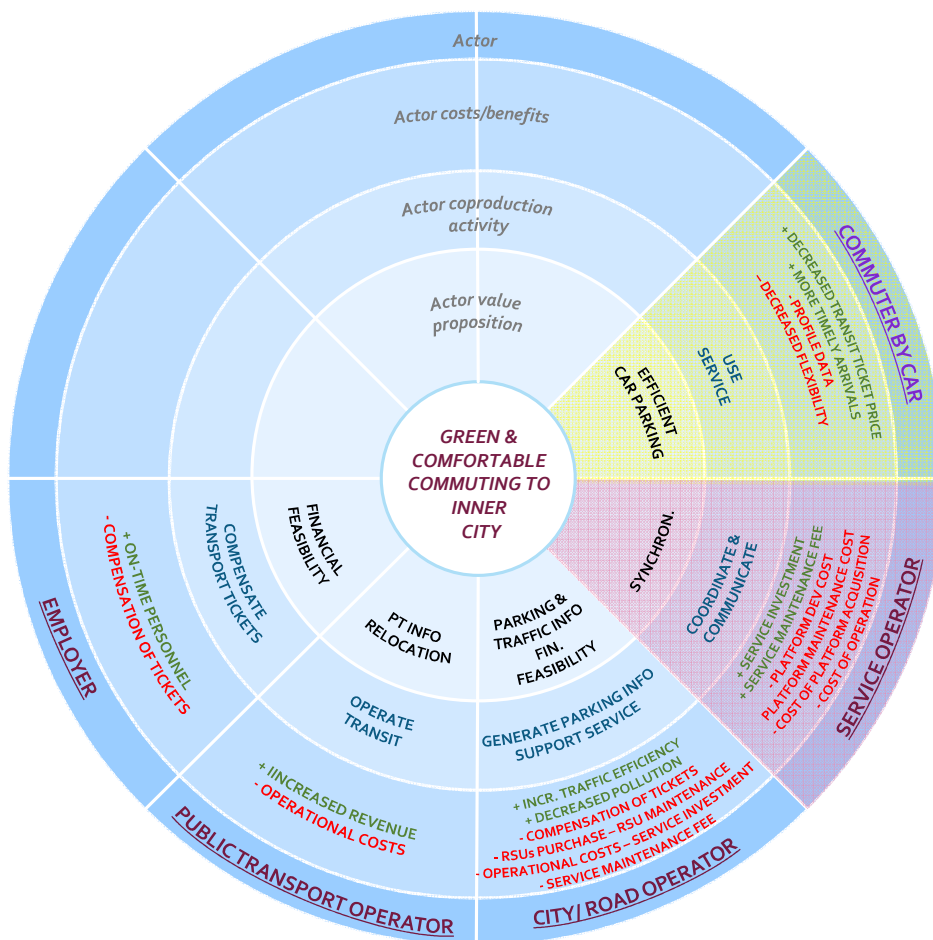 Actor
Actor costs/benefits
Actor coproduction
activity
Actor value
proposition
GREEN &
COMFORTABLE
COMMUTING TO
INNER
CITY
COMMUTER BY CAR
+ DECREASED TRANSIT TICKET PRICE
+ MORE TIMELY ARRIVALS
- PROFILE DATA
– DECREASED FLEXIBILITY
USE
SERVICE
EFFICIENT
CAR PARKING
SERVICE OPERATOR
+ SERVICE INVESTMENT
+ SERVICE MAINTENANCE FEE
- PLATFORM DEV COST
PLATFORM MAINTENANCE COST
- COST OF PLATFORM ACQUISITION
- COST OF OPERATION
COORDINATE &
COMMUNICATE
SYNCHRON.
PARKING &
TRAFFIC INFO
FIN.
FEASIBILITY
GENERATE PARKING INFO
SUPPORT SERVICE
+ INCR. TRAFFIC EFFICIENCY
+ DECREASED POLLUTION
- COMPENSATION OF TICKETS
- RSUs PURCHASE – RSU MAINTENANCE
- OPERATIONAL COSTS – SERVICE INVESTMENT
- SERVICE MAINTENANCE FEE
CITY/ ROAD OPERATOR
PT INFO
RELOCATION
OPERATE
TRANSIT
+ IINCREASED REVENUE
- OPERATIONAL COSTS
PUBLIC TRANSPORT OPERATOR
FINANCIAL
FEASIBILITY
COMPENSATE
TRANSPORT TICKETS
+ ON-TIME PERSONNEL
- COMPENSATION OF TICKETS
EMPLOYER